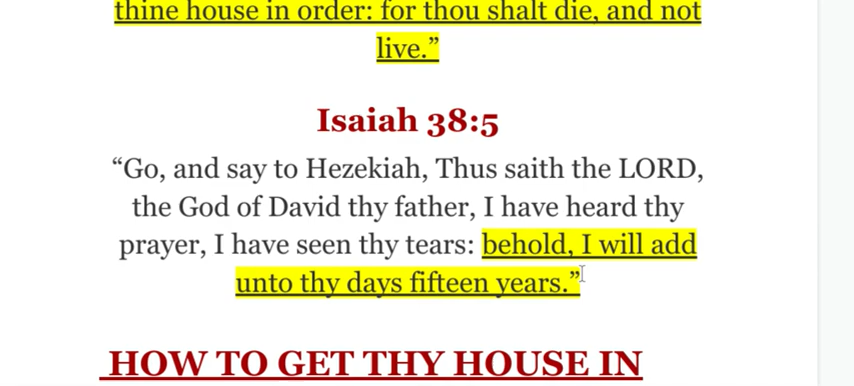 thine house in order: for thou shalt die, and not
live.”
Isaiah 38:5
“Go, and say to Hezekiah, Thus saith the LORD,
the God of David thy father, I have heard thy
prayer, I have seen thy tears: behold, I will add
unto thy days fifteen years.”
HOW TO GET THY HOUSE IN